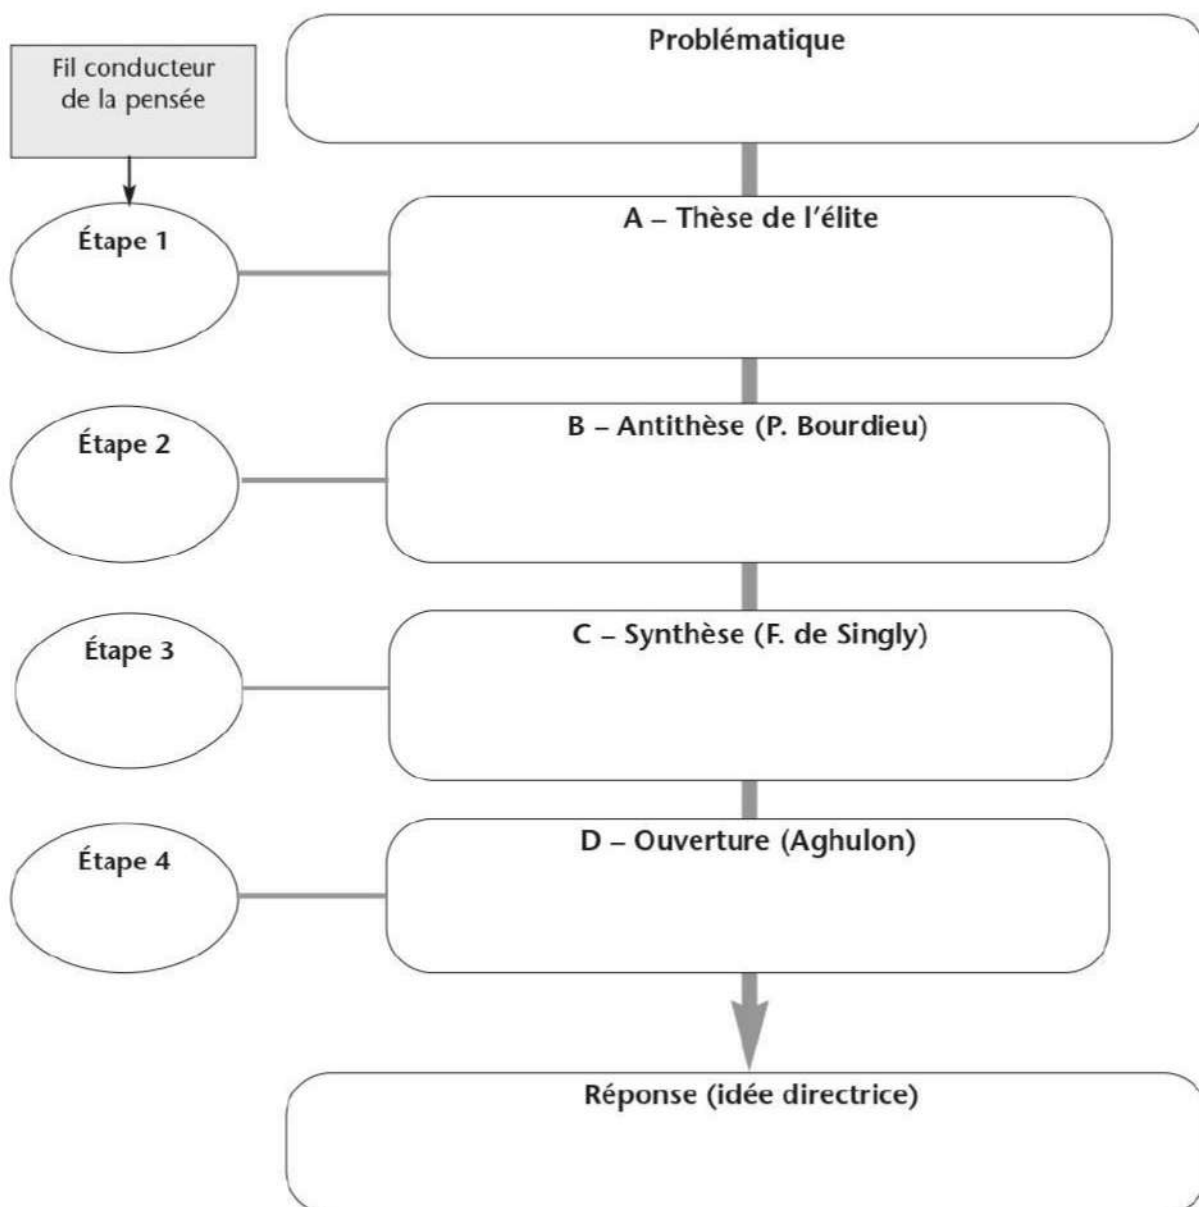 Problématique
Fil conducteur
de la pensée
Étape 1
A – Thèse de l'élite
Étape 2
B – Antithèse (P. Bourdieu)
Étape 3
C – Synthèse (F. de Singly)
Étape 4
D – Ouverture (Aghulon)
Réponse (idée directrice)